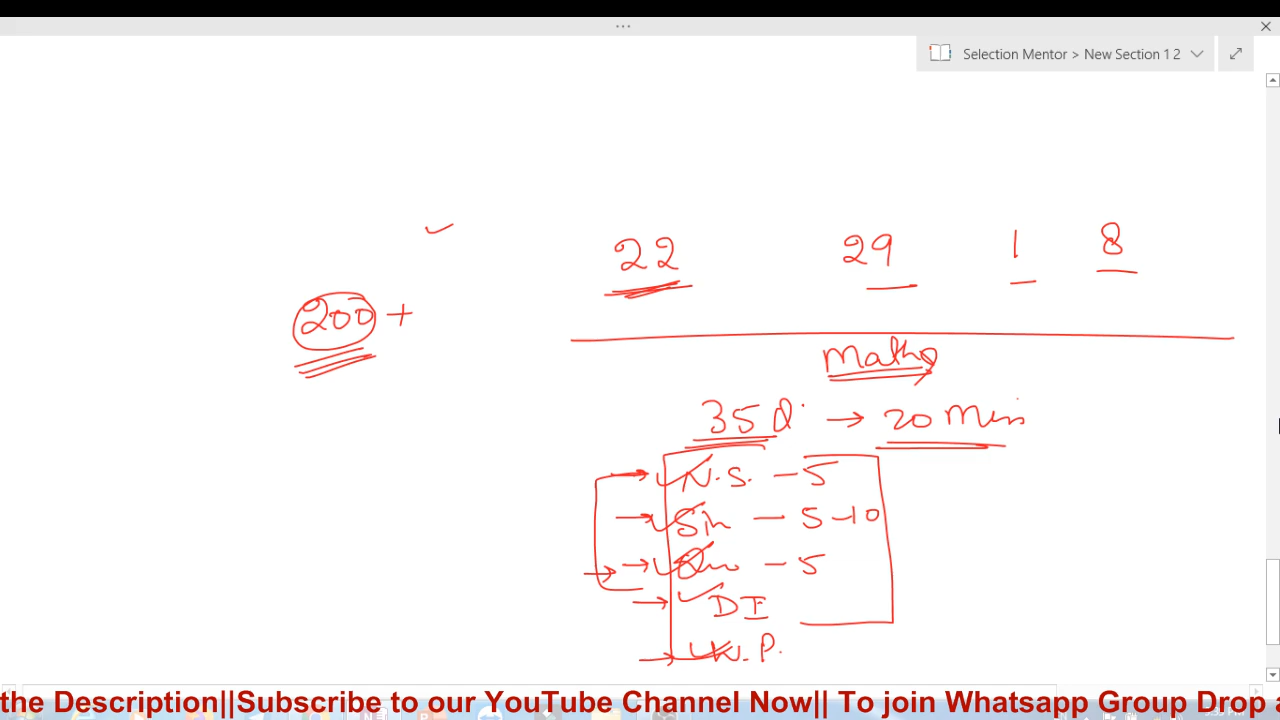 Selection Mentor > New Section 1 2
22 29 1 8
200 +
Maths
35 Q. → 20 Min
N.S. - 5
Sim - 5-10
Qua - 5
DI
W.P.
the Description||Subscribe to our YouTube Channel Now|| To join Whatsapp Group Drop a